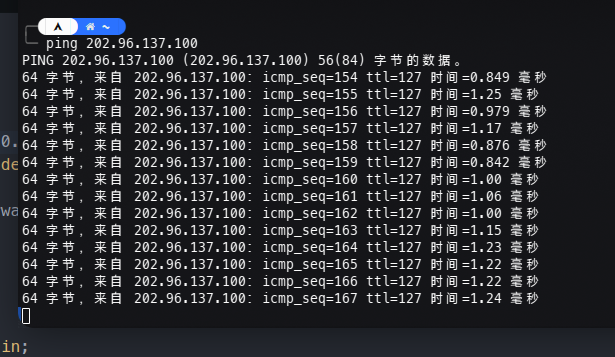 ~
ping 202.96.137.100
PING 202.96.137.100 (202.96.137.100) 56(84) 字节的数据。
64 字节，来自 202.96.137.100: icmp_seq=154 ttl=127 时间=0.849 毫秒
64 字节，来自 202.96.137.100: icmp_seq=155 ttl=127 时间=1.25 毫秒
64 字节，来自 202.96.137.100: icmp_seq=156 ttl=127 时间=0.979 毫秒
64 字节，来自 202.96.137.100: icmp_seq=157 ttl=127 时间=1.17 毫秒
0.
64 字节，来自 202.96.137.100: icmp_seq=158 ttl=127 时间=0.876 毫秒
de
64 字节，来自 202.96.137.100: icmp_seq=159 ttl=127 时间=0.842 毫秒
64 字节，来自 202.96.137.100: icmp_seq=160 ttl=127 时间=1.00 毫秒
64 字节，来自 202.96.137.100: icmp_seq=161 ttl=127 时间=1.06 毫秒
wa
64 字节，来自 202.96.137.100: icmp_seq=162 ttl=127 时间=1.00 毫秒
64 字节，来自 202.96.137.100: icmp_seq=163 ttl=127 时间=1.15 毫秒
64 字节，来自 202.96.137.100: icmp_seq=164 ttl=127 时间=1.23 毫秒
64 字节，来自 202.96.137.100: icmp_seq=165 ttl=127 时间=1.22 毫秒
64 字节，来自 202.96.137.100: icmp_seq=166 ttl=127 时间=1.22 毫秒
64 字节，来自 202.96.137.100: icmp_seq=167 ttl=127 时间=1.24 毫秒
in;